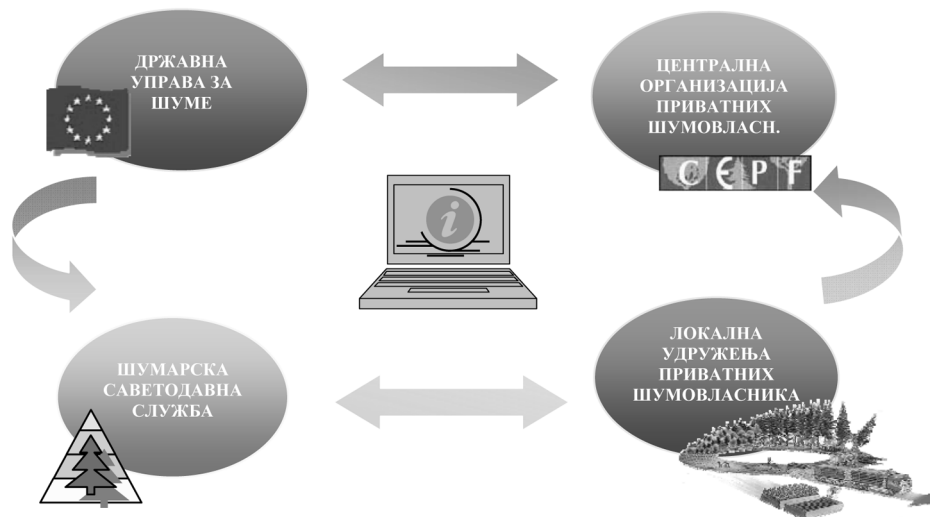 ДРЖАВНА
УПРАВА ЗА
ШУМЕ
ЦЕНТРАЛНА
ОРГАНИЗАЦИЈА
ПРИВАТНИХ
ШУМОВЛАСН.
C E P F
i
ШУМАРСКА
САВЕТОДАВНА
СЛУЖБА
ЛОКАЛНА
УДРУЖЕЊА
ПРИВАТНИХ
ШУМОВЛАСНИКА